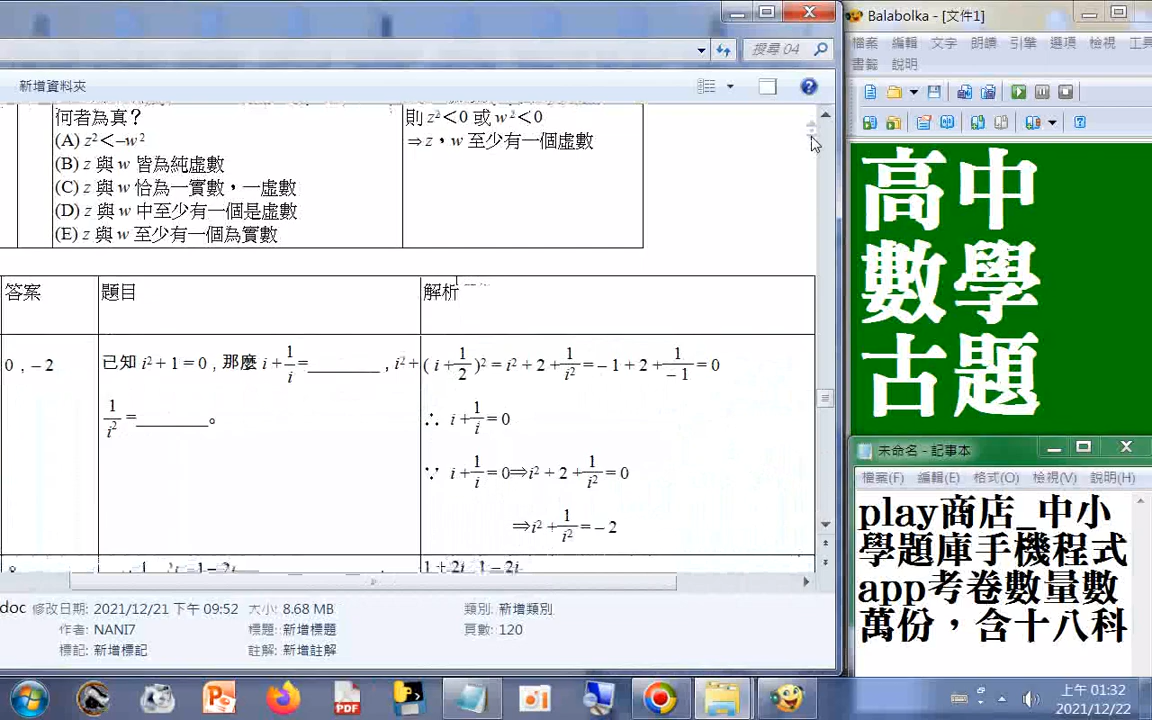 Balabolka - [文件1]
搜尋 04
檔案 編輯 文字 朗讀 引擎 選項 檢視 工具
書籤 說明
新增資料夾
何者為真?
(A) z²＜–w²
(B) z 與 w 皆為純虛數
(C) z 與 w 恰為一實數，一虛數
(D) z 與 w 中至少有一個是虛數
(E) z 與 w 至少有一個為實數
則 z²＜0 或 w²＜0
⇒ z，w 至少有一個虛數
答案 題目 解析
0 , – 2
已知 i² + 1 = 0 , 那麼 i + 1/i = ________ , i² +
1/i² = ________。
( i + 1/2 )² = i² + 2 + 1/i² = – 1 + 2 + 1/– 1 = 0
∴ i + 1/i = 0
∵ i + 1/i = 0 ⇒ i² + 2 + 1/i² = 0
⇒ i² + 1/i² = – 2
高中
數學
古題
未命名 - 記事本
檔案(F) 編輯(E) 格式(O) 檢視(V) 說明(H)
play商店_中小
學題庫手機程式
app考卷數量數
萬份，含十八科
doc 修改日期: 2021/12/21 下午 09:52 大小: 8.68 MB 類別: 新增類別
作者: NANI7 標題: 新增標題 頁數: 120
標記: 新增標記 註解: 新增註解
上午 01:32
2021/12/22